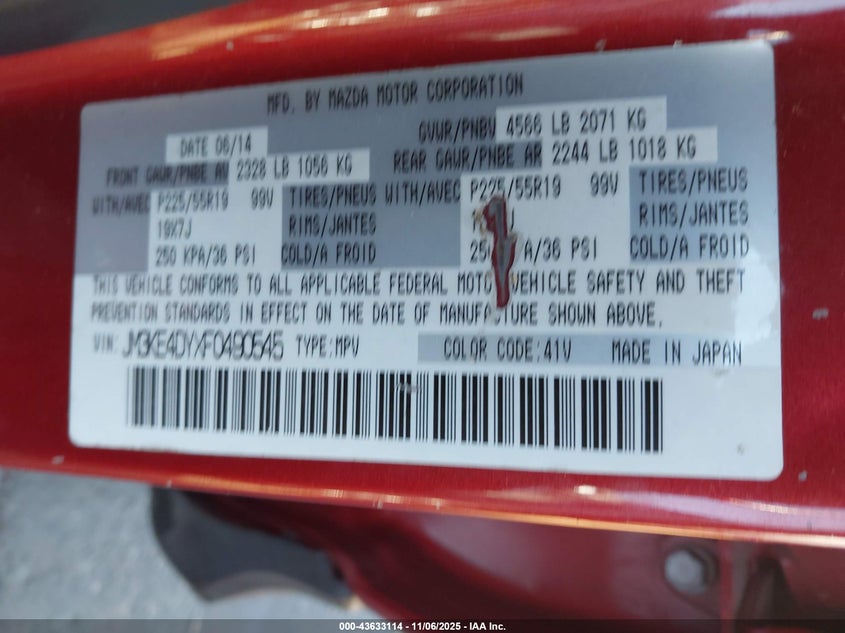 MFD. BY MAZDA MOTOR CORPORATION
DATE 06/14 GVWR/PNBV 4566 LB 2071 KG
FRONT GAWR/PNBE AV 2328 LB 1056 KG REAR GAWR/PNBE AR 2244 LB 1018 KG
WITH/AVEC P225/55R19 99V TIRES/PNEUS WITH/AVEC P225/55R19 99V TIRES/PNEUS
19X7J RIMS/JANTES RIMS/JANTES
250 KPA/36 PSI COLD/A FROID 250 /36 PSI COLD/A FROID
THIS VEHICLE CONFORMS TO ALL APPLICABLE FEDERAL MOTOR VEHICLE SAFETY AND THEFT
PREVENTION STANDARDS IN EFFECT ON THE DATE OF MANUFACTURE SHOWN ABOVE.
VIN: JM3KE4DYXF0490545 TYPE:MPV COLOR CODE:41V MADE IN JAPAN
000-43633114 - 11/06/2025 - IAA Inc.